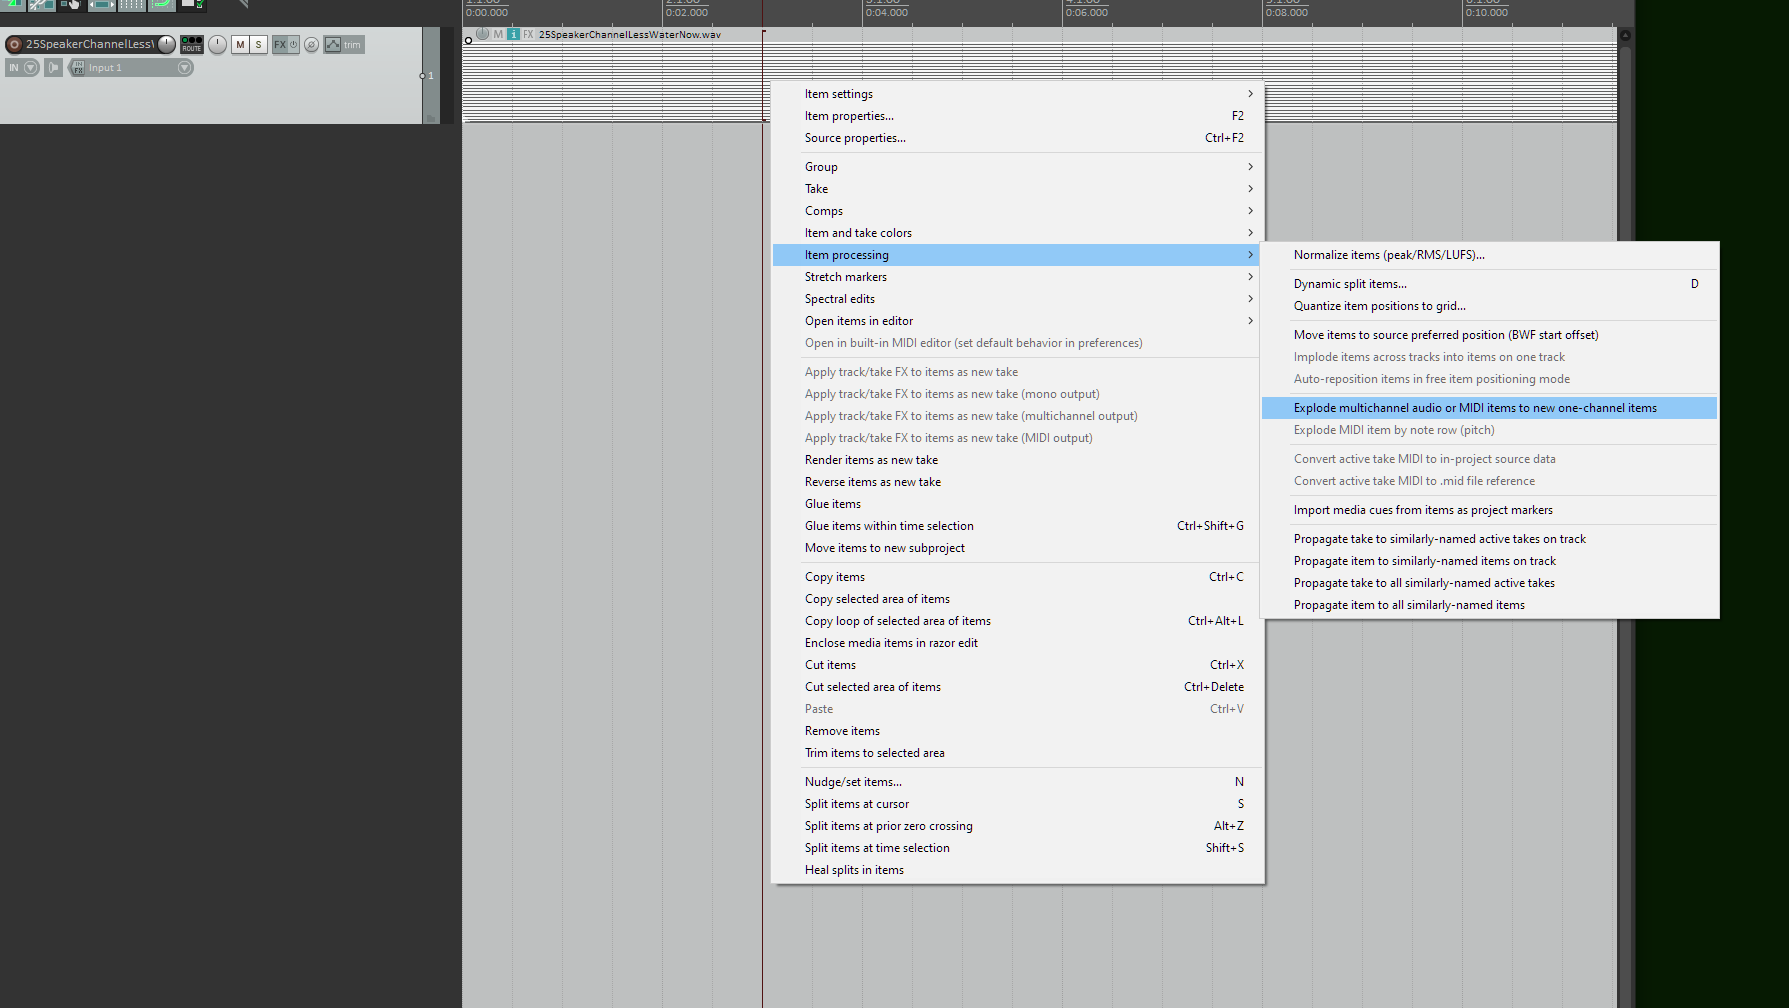 0:00.000 0:02.000 0:04.000 0:06.000 0:08.000 0:10.000
M i FX 25SpeakerChannelLessWaterNow.wav
25SpeakerChannelLess\ ROUTE M S FX trim
IN IN FX Input 1
1
Item settings
Item properties... F2
Source properties... Ctrl+F2
Group
Take
Comps
Item and take colors
Item processing
Stretch markers
Spectral edits
Open items in editor
Open in built-in MIDI editor (set default behavior in preferences)
Apply track/take FX to items as new take
Apply track/take FX to items as new take (mono output)
Apply track/take FX to items as new take (multichannel output)
Apply track/take FX to items as new take (MIDI output)
Render items as new take
Reverse items as new take
Glue items
Glue items within time selection Ctrl+Shift+G
Move items to new subproject
Copy items Ctrl+C
Copy selected area of items
Copy loop of selected area of items Ctrl+Alt+L
Enclose media items in razor edit
Cut items Ctrl+X
Cut selected area of items Ctrl+Delete
Paste Ctrl+V
Remove items
Trim items to selected area
Nudge/set items... N
Split items at cursor S
Split items at prior zero crossing Alt+Z
Split items at time selection Shift+S
Heal splits in items
Normalize items (peak/RMS/LUFS)...
Dynamic split items... D
Quantize item positions to grid...
Move items to source preferred position (BWF start offset)
Implode items across tracks into items on one track
Auto-reposition items in free item positioning mode
Explode multichannel audio or MIDI items to new one-channel items
Explode MIDI item by note row (pitch)
Convert active take MIDI to in-project source data
Convert active take MIDI to .mid file reference
Import media cues from items as project markers
Propagate take to similarly-named active takes on track
Propagate item to similarly-named items on track
Propagate take to all similarly-named active takes
Propagate item to all similarly-named items